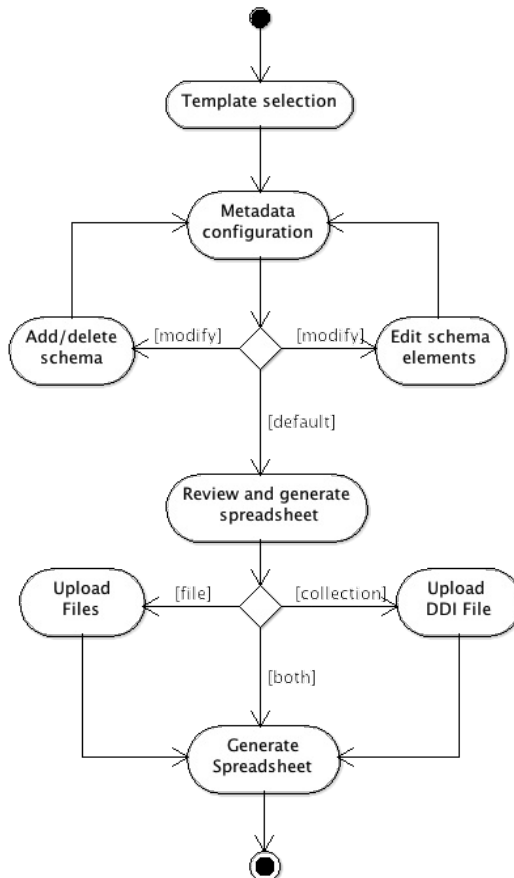 Template selection
Metadata
configuration
[modify]
[modify]
Add/delete
schema
Edit schema
elements
[default]
Review and generate
spreadsheet
Upload
Files
[file]
[collection]
Upload
DDI File
[both]
Generate
Spreadsheet